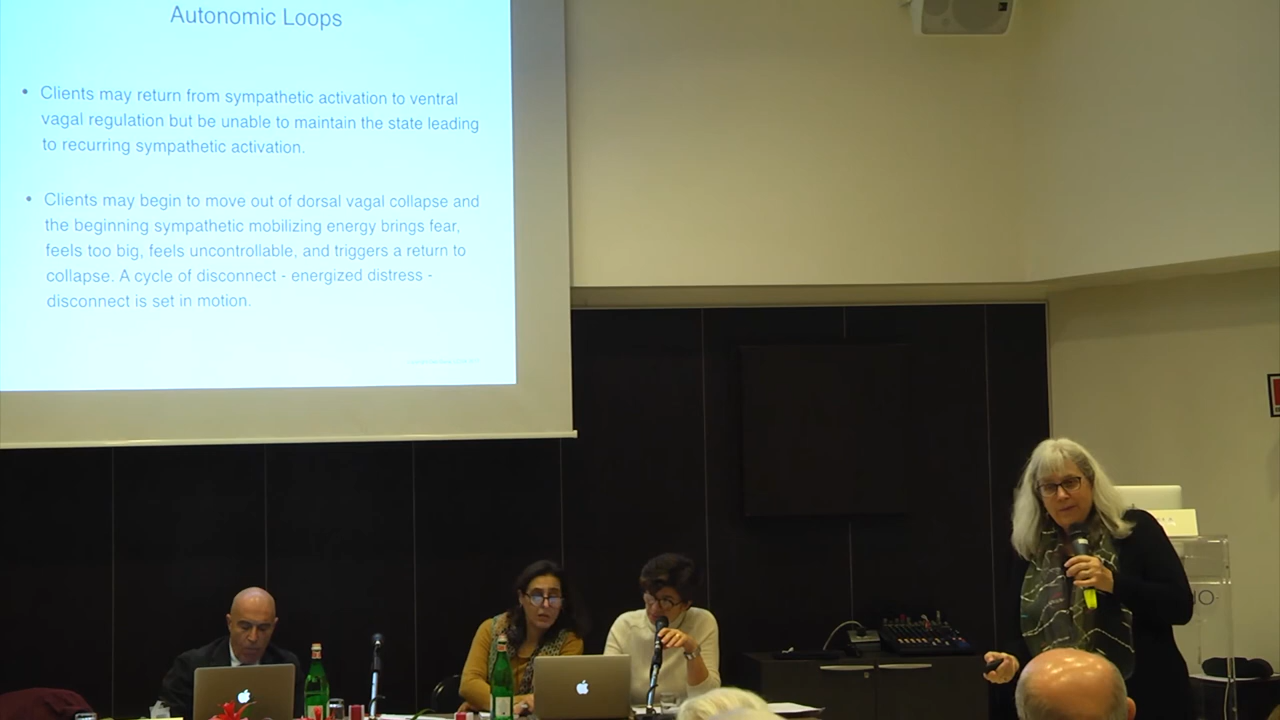 Autonomic Loops
• Clients may return from sympathetic activation to ventral
vagal regulation but be unable to maintain the state leading
to recurring sympathetic activation.
• Clients may begin to move out of dorsal vagal collapse and
the beginning sympathetic mobilizing energy brings fear,
feels too big, feels uncontrollable, and triggers a return to
collapse. A cycle of disconnect - energized distress -
disconnect is set in motion.